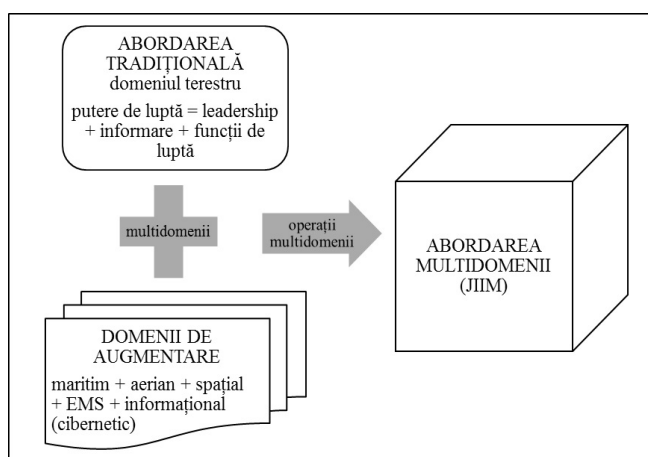 ABORDAREA
TRADIȚIONALĂ
domeniul terestru
putere de luptă = leadership
+ informare + funcții de
luptă
multidomenii
operații
multidomenii
ABORDAREA
MULTIDOMENII
(JIIM)
DOMENII DE
AUGMENTARE
maritim + aerian + spațial
+ EMS + informațional
(cibernetic)